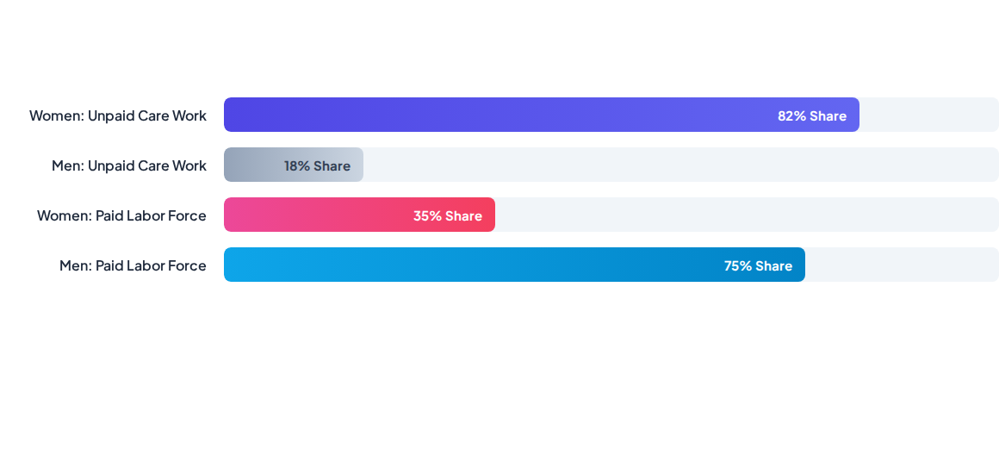 Women: Unpaid Care Work
82% Share
Men: Unpaid Care Work
18% Share
Women: Paid Labor Force
35% Share
Men: Paid Labor Force
75% Share